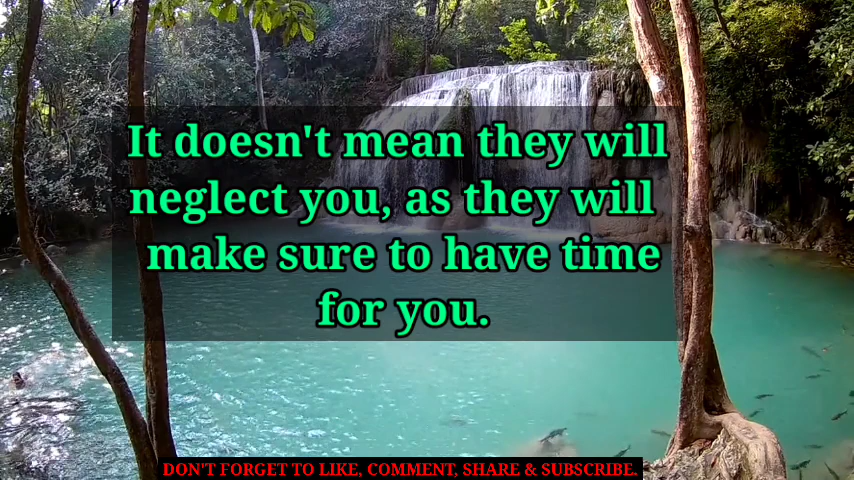 It doesn't mean they will
neglect you, as they will
make sure to have time
for you.
DON'T FORGET TO LIKE, COMMENT, SHARE & SUBSCRIBE.